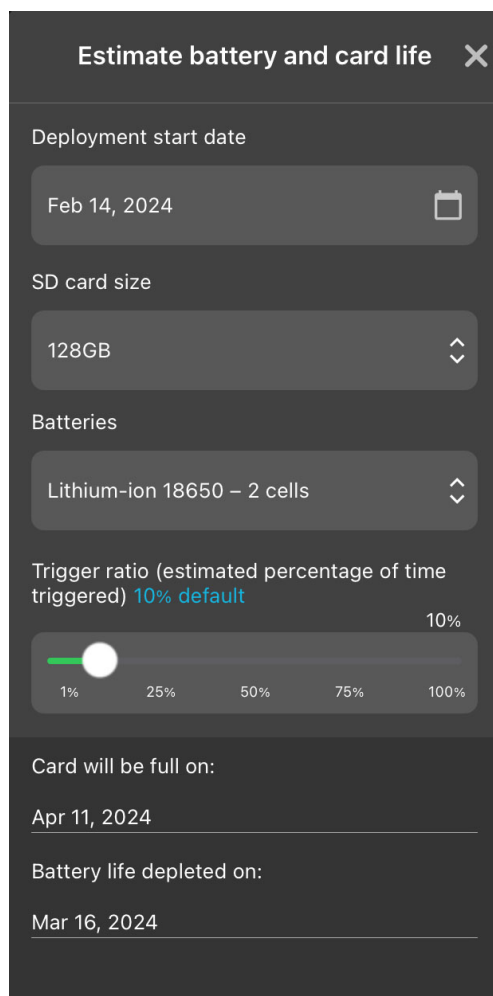 Estimate battery and card life
Deployment start date
Feb 14, 2024
SD card size
128GB
Batteries
Lithium-ion 18650 – 2 cells
Trigger ratio (estimated percentage of time
triggered) 10% default
10%
1% 25% 50% 75% 100%
Card will be full on:
Apr 11, 2024
Battery life depleted on:
Mar 16, 2024